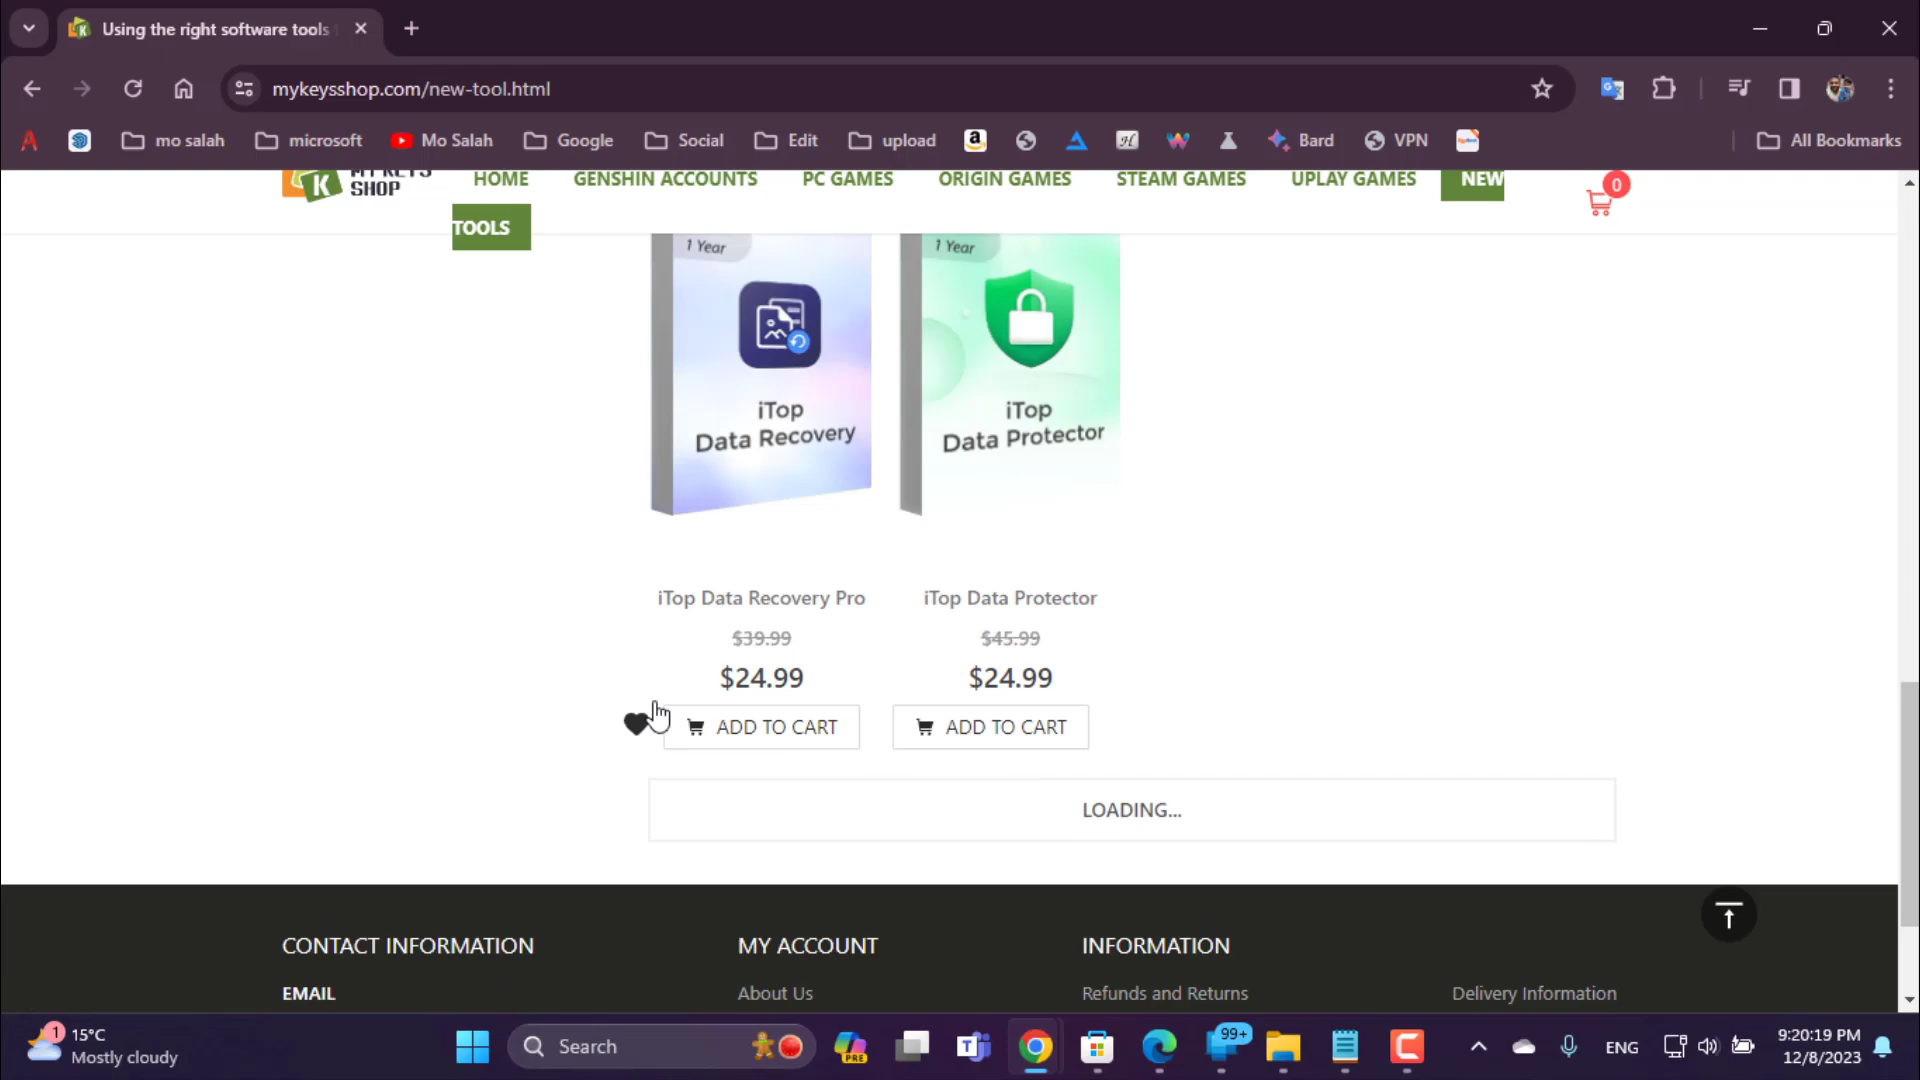 Using the right software tools
mykeysshop.com/new-tool.html
mo salah
microsoft
Mo Salah
Google
Social
Edit
upload
Bard
VPN
All Bookmarks
K
SHOP
HOME
GENSHIN ACCOUNTS
PC GAMES
ORIGIN GAMES
STEAM GAMES
UPLAY GAMES
NEW
TOOLS
0
1 Year
iTop
Data Recovery
1 Year
iTop
Data Protector
iTop Data Recovery Pro
$39.99
$24.99
ADD TO CART
iTop Data Protector
$45.99
$24.99
ADD TO CART
LOADING...
CONTACT INFORMATION
EMAIL
MY ACCOUNT
About Us
INFORMATION
Refunds and Returns
Delivery Information
1
15°C
Mostly cloudy
Search
PRE
99+
ENG
9:20:19 PM
12/8/2023